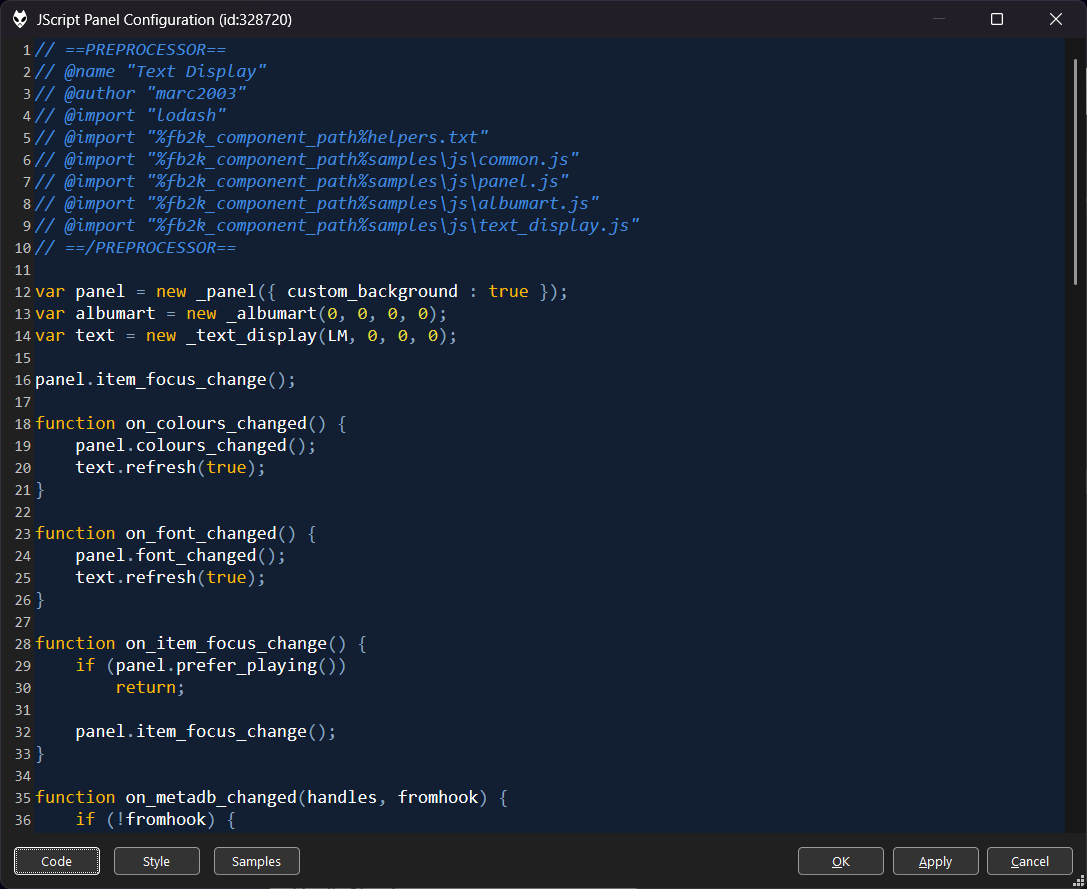 JScript Panel Configuration (id:328720)
1 // ==PREPROCESSOR==
2 // @name "Text Display"
3 // @author "marc2003"
4 // @import "lodash"
5 // @import "%fb2k_component_path%helpers.txt"
6 // @import "%fb2k_component_path%samples\js\common.js"
7 // @import "%fb2k_component_path%samples\js\panel.js"
8 // @import "%fb2k_component_path%samples\js\albumart.js"
9 // @import "%fb2k_component_path%samples\js\text_display.js"
10 // ==/PREPROCESSOR==
11
12 var panel = new _panel({ custom_background : true });
13 var albumart = new _albumart(0, 0, 0, 0);
14 var text = new _text_display(LM, 0, 0, 0);
15
16 panel.item_focus_change();
17
18 function on_colours_changed() {
19     panel.colours_changed();
20     text.refresh(true);
21 }
22
23 function on_font_changed() {
24     panel.font_changed();
25     text.refresh(true);
26 }
27
28 function on_item_focus_change() {
29     if (panel.prefer_playing())
30         return;
31
32     panel.item_focus_change();
33 }
34
35 function on_metadb_changed(handles, fromhook) {
36     if (!fromhook) {
Code Style Samples OK Apply Cancel